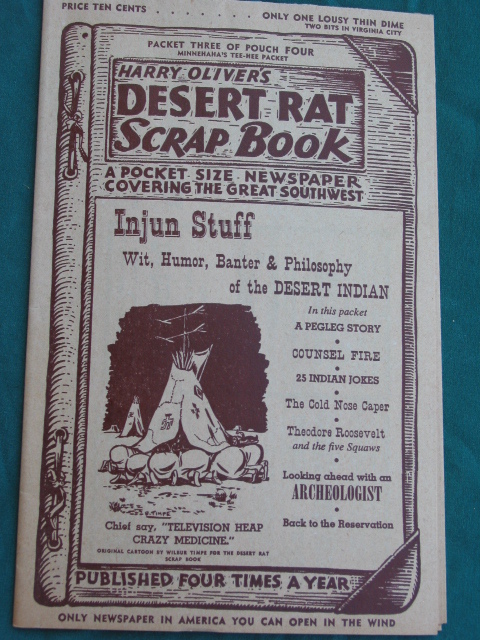 PRICE TEN CENTS . . . . . . . . ONLY ONE LOUSY THIN DIME
TWO BITS IN VIRGINIA CITY
PACKET THREE OF POUCH FOUR
MINNEHAHA'S TEE-HEE PACKET
HARRY OLIVER'S
DESERT RAT
SCRAP BOOK
A POCKET SIZE NEWSPAPER
COVERING THE GREAT SOUTHWEST
Injun Stuff
Wit, Humor, Banter & Philosophy
of the DESERT INDIAN
In this packet
A PEGLEG STORY
•
COUNSEL FIRE
•
25 INDIAN JOKES
•
The Cold Nose Caper
•
Theodore Roosevelt
and the five Squaws
•
Looking ahead with an
ARCHEOLOGIST
•
Back to the Reservation
W. TIMPE
Chief say, "TELEVISION HEAP
CRAZY MEDICINE."
ORIGINAL CARTOON BY WILBUR TIMPE FOR THE DESERT RAT
SCRAP BOOK
PUBLISHED FOUR TIMES A YEAR
ONLY NEWSPAPER IN AMERICA YOU CAN OPEN IN THE WIND